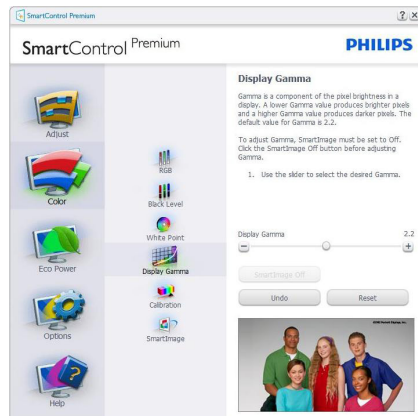 SmartControl Premium
SmartControl Premium
PHILIPS
Adjust
Color
Eco Power
Options
Help
RGB
Black Level
White Point
Display Gamma
Calibration
SmartImage
Display Gamma
Gamma is a component of the pixel brightness in a
display. A lower Gamma value produces brighter pixels
and a higher Gamma value produces darker pixels. The
default value for Gamma is 2.2.
To adjust Gamma, SmartImage must be set to Off.
Click the SmartImage Off button before adjusting
Gamma.
1. Use the slider to select the desired Gamma.
Display Gamma 2.2
SmartImage Off
Undo Reset